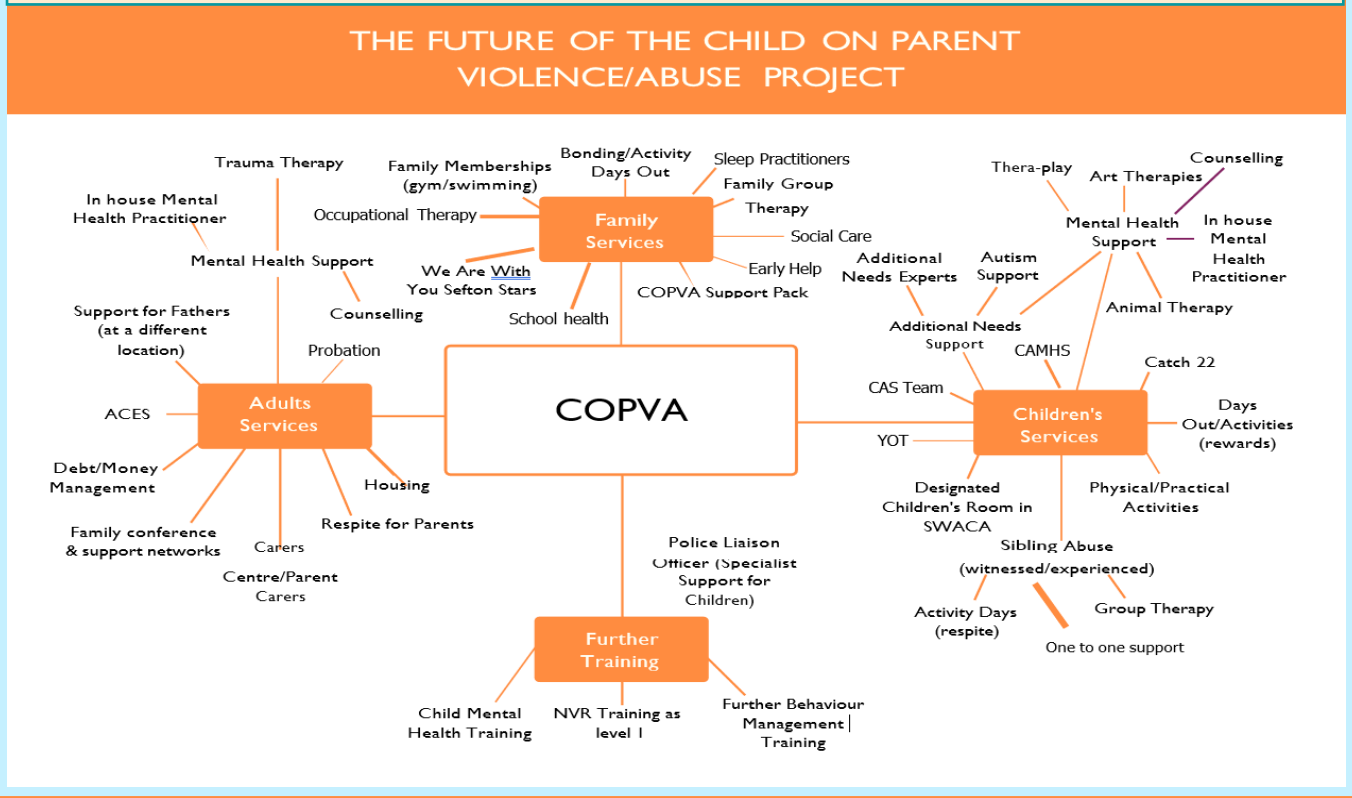 THE FUTURE OF THE CHILD ON PARENT
VIOLENCE/ABUSE PROJECT
Trauma Therapy
In house Mental
Health Practitioner
Mental Health Support
Counselling
Support for Fathers
(at a different
location)
Probation
ACES
Adults
Services
Debt/Money
Management
Housing
Family conference
& support networks
Respite for Parents
Carers
Centre/Parent
Carers
Family Memberships
(gym/swimming)
Bonding/Activity
Days Out
Sleep Practitioners
Family Group
Therapy
Occupational Therapy
Family
Services
Social Care
We Are With
You Sefton Stars
Early Help
COPVA Support Pack
School health
COPVA
Thera-play
Art Therapies
Counselling
Mental Health
Support
In house
Mental
Health
Practitioner
Animal Therapy
Additional
Needs Experts
Autism
Support
Additional Needs
Support
CAMHS
Catch 22
CAS Team
Children's
Services
Days
Out/Activities
(rewards)
YOT
Designated
Children's Room in
SWACA
Physical/Practical
Activities
Sibling Abuse
(witnessed/experienced)
Activity Days
(respite)
Group Therapy
One to one support
Police Liaison
Officer (Specialist
Support for
Children)
Further
Training
Child Mental
Health Training
NVR Training as
level 1
Further Behaviour
Management
Training